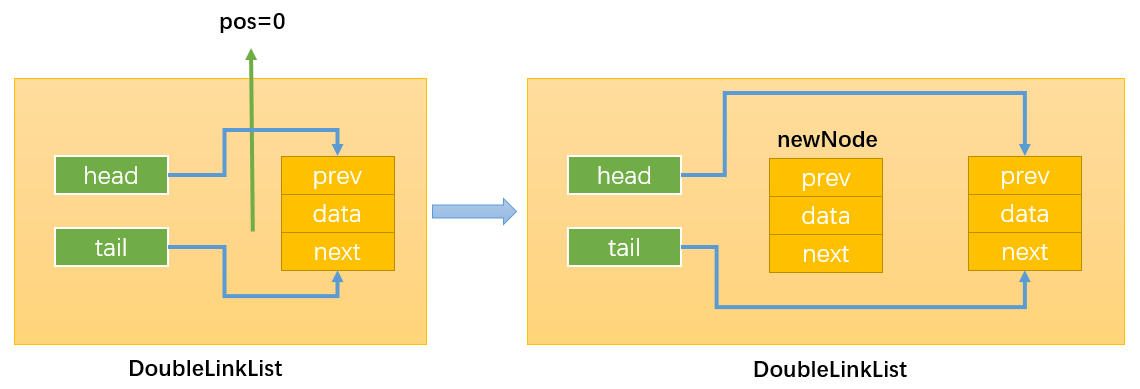 pos=0
head
tail
prev
data
next
DoubleLinkList
newNode
head
tail
prev
data
next
prev
data
next
DoubleLinkList